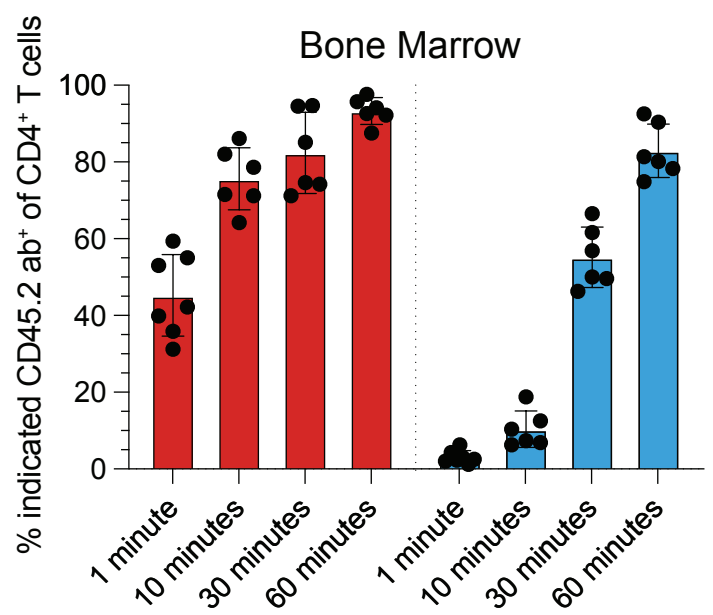 Bone Marrow
% indicated CD45.2 ab⁺ of CD4⁺ T cells
100
80
60
40
20
0
1 minute
10 minutes
30 minutes
60 minutes
1 minute
10 minutes
30 minutes
60 minutes